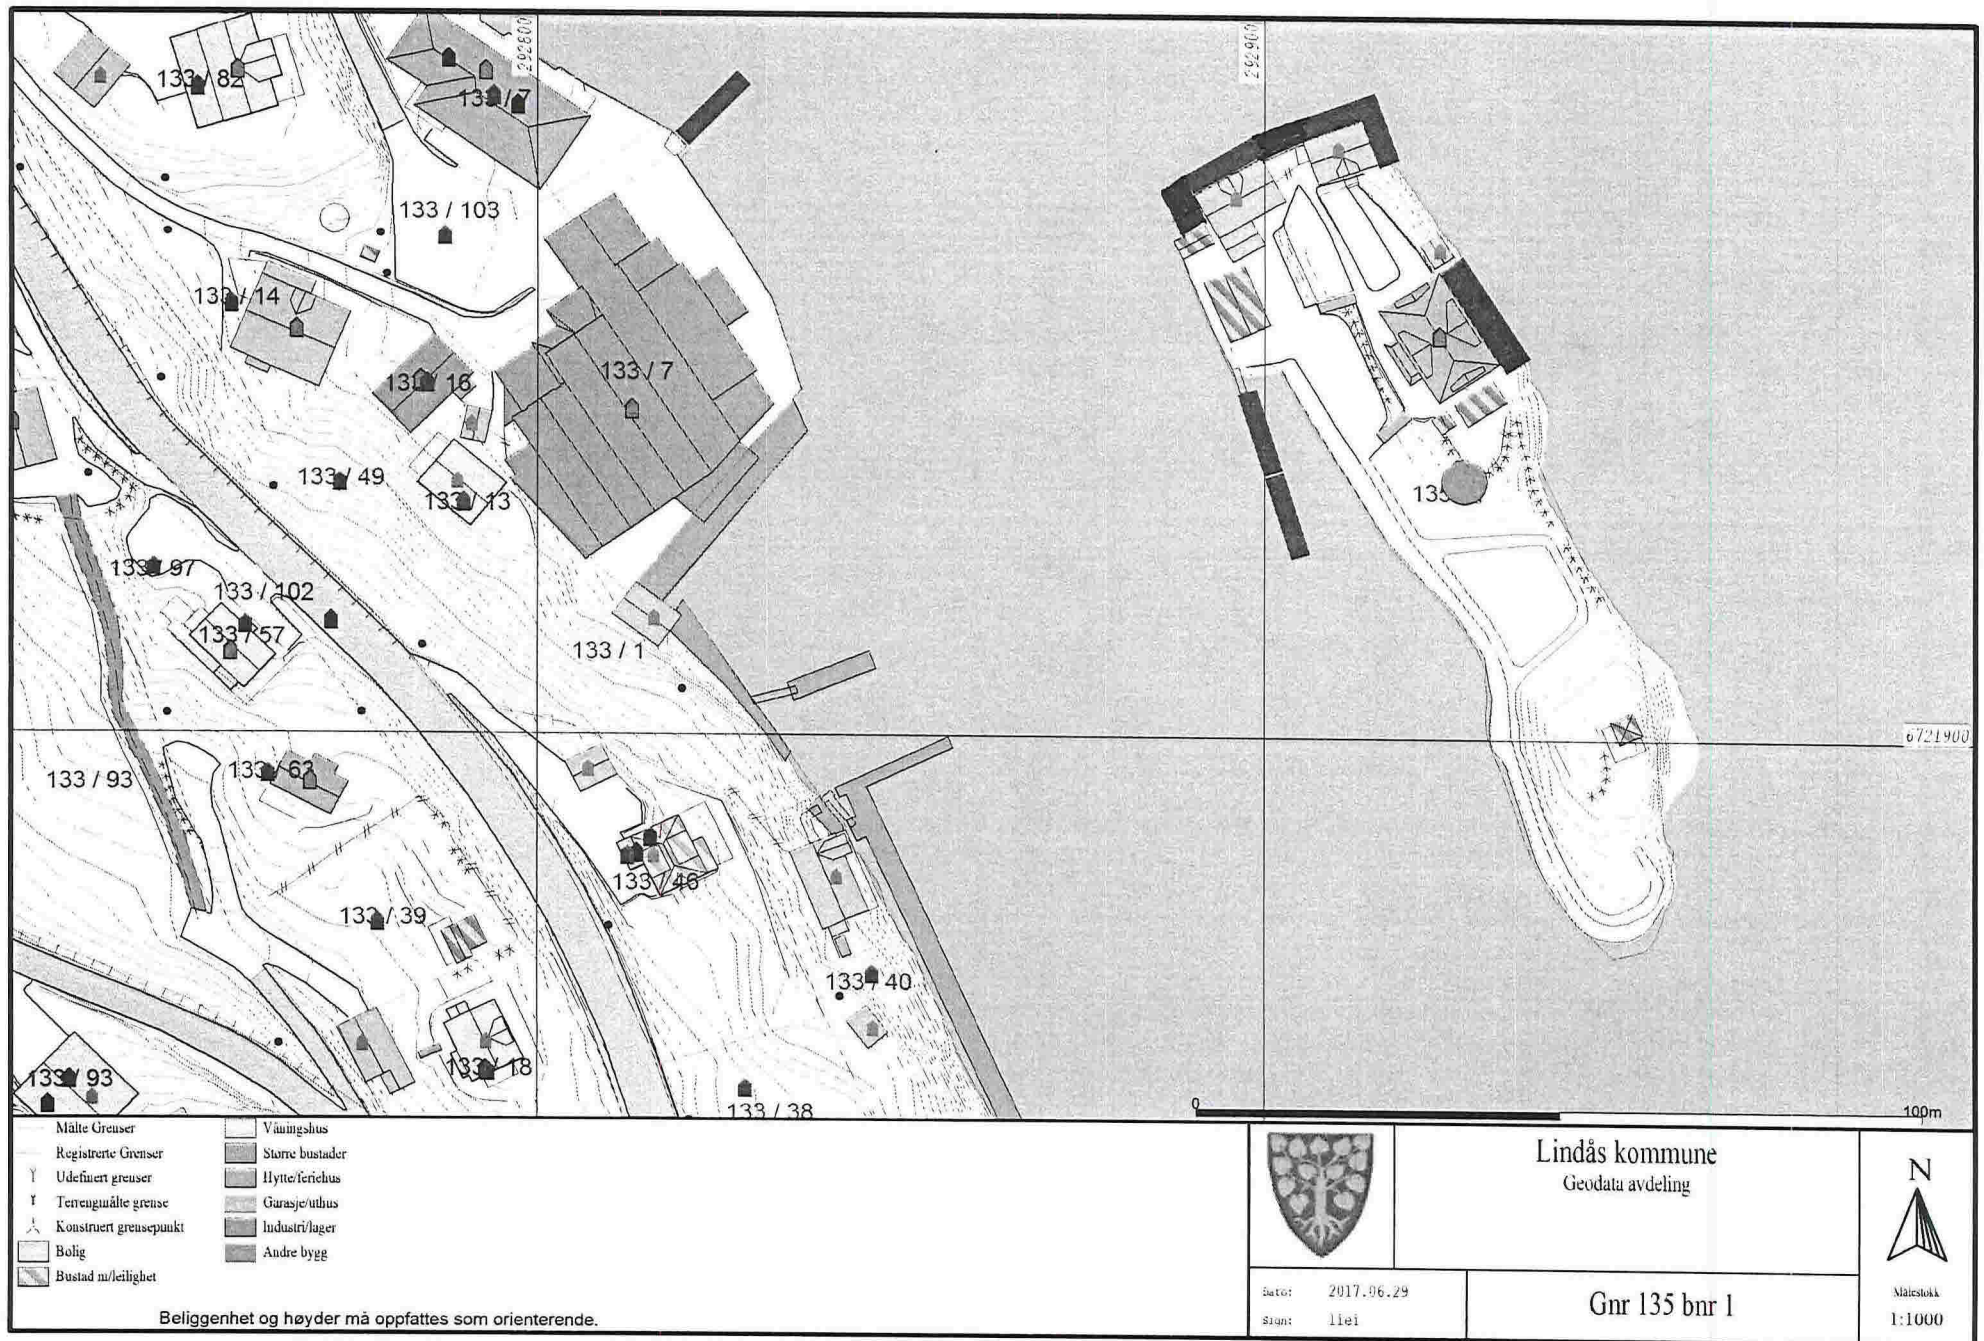 292800
292900
133 / 82
133 / 7
133 / 103
133 / 14
133 / 7
133 / 16
133 / 49
133 / 13
135
133 / 97
133 / 102
133 / 57
133 / 1
6721900
133 / 93
133 / 63
133 / 46
133 / 39
133 / 40
133 / 18
133 / 93
133 / 38
0
100m
Målte Grenser
Registrerte Grenser
Udefinert grenser
Terrengmålte grense
Konstruert grensepunkt
Bolig
Bustad m/leilighet
Våningshus
Større bustader
Hytte/feriehus
Garasje/uthus
Industri/lager
Andre bygg
Beliggenhet og høyder må oppfattes som orienterende.
Lindås kommune
Geodata avdeling
Dato: 2017.06.29
Sign: liei
Gnr 135 bnr 1
N
Målestokk
1:1000